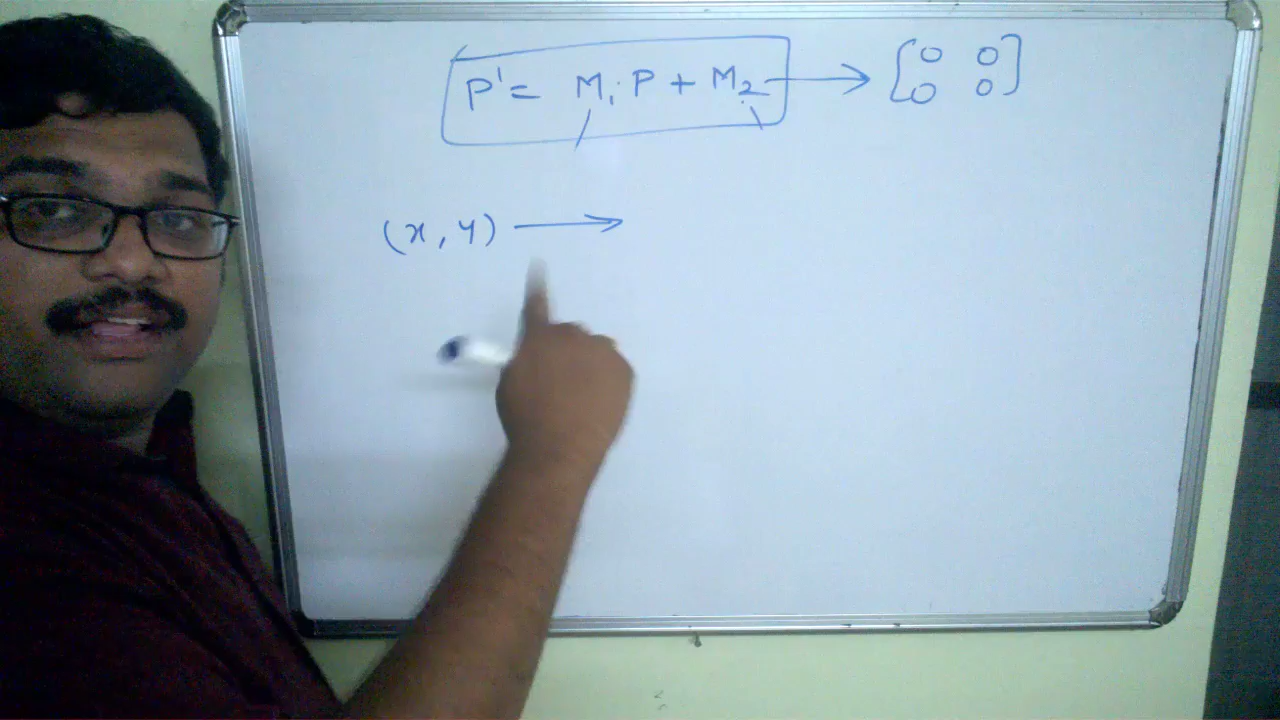 P' = M₁ P + M₂ → [0 0
0 0]
(x, y) →